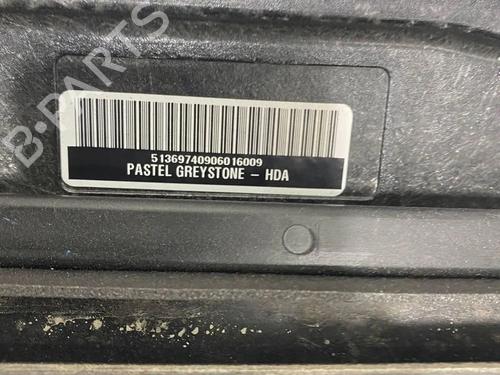 B-PARTS
51369740906016009
PASTEL GREYSTONE - HDA